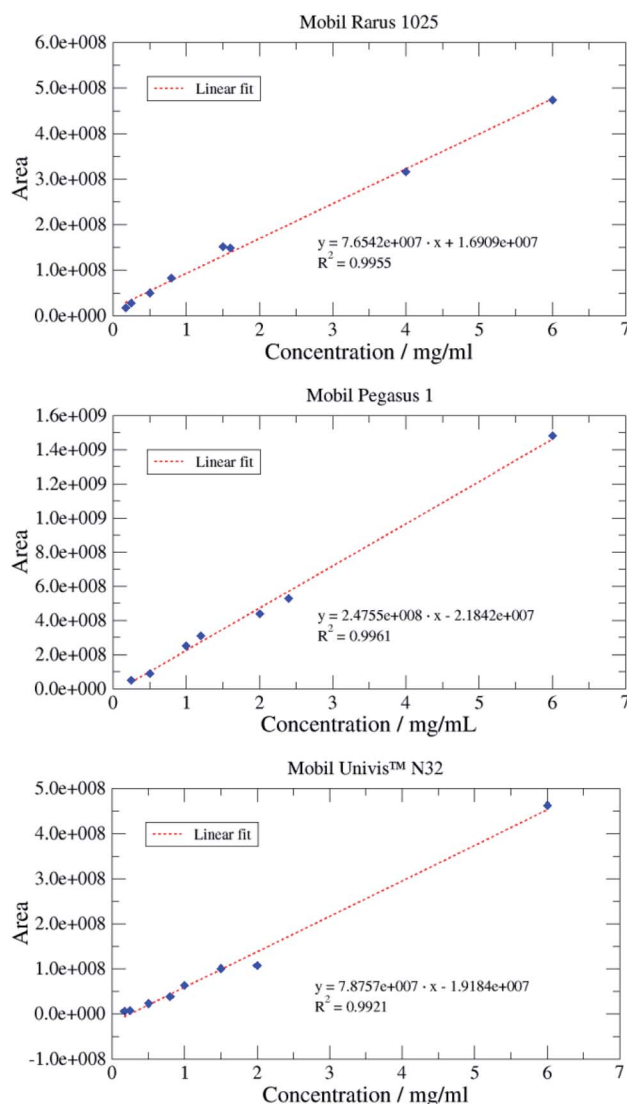 Mobil Rarus 1025
6.0e+008
5.0e+008
4.0e+008
3.0e+008
2.0e+008
1.0e+008
0.0e+000
Area
Linear fit
y = 7.6542e+007 · x + 1.6909e+007
R² = 0.9955
0 1 2 3 4 5 6 7
Concentration / mg/ml
Mobil Pegasus 1
1.6e+009
1.4e+009
1.2e+009
1.0e+009
8.0e+008
6.0e+008
4.0e+008
2.0e+008
0.0e+000
Area
Linear fit
y = 2.4755e+008 · x - 2.1842e+007
R² = 0.9961
0 1 2 3 4 5 6 7
Concentration / mg/mL
Mobil Univis™ N32
5.0e+008
4.0e+008
3.0e+008
2.0e+008
1.0e+008
0.0e+000
-1.0e+008
Area
Linear fit
y = 7.8757e+007 · x - 1.9184e+007
R² = 0.9921
0 1 2 3 4 5 6 7
Concentration / mg/ml